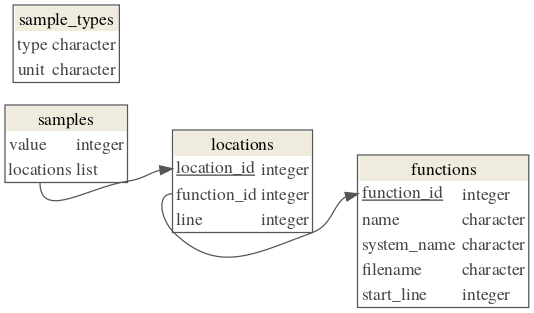 sample_types
type character
unit character
samples
value integer
locations list
locations
location_id integer
function_id integer
line integer
functions
function_id integer
name character
system_name character
filename character
start_line integer